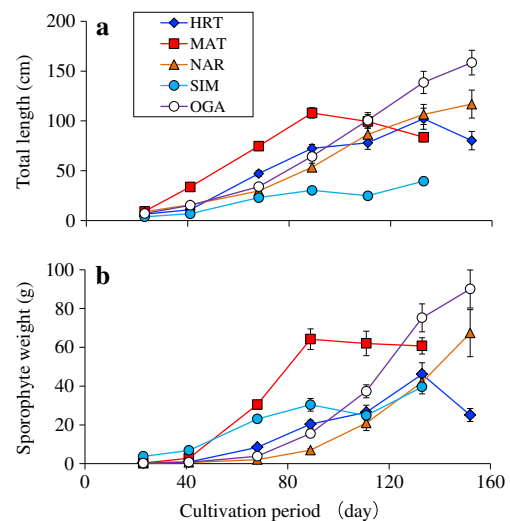 a
HRT
MAT
NAR
SIM
OGA
Total length (cm)
200
150
100
50
0
b
Sporophyte weight (g)
100
80
60
40
20
0
0 40 80 120 160
Cultivation period (day)